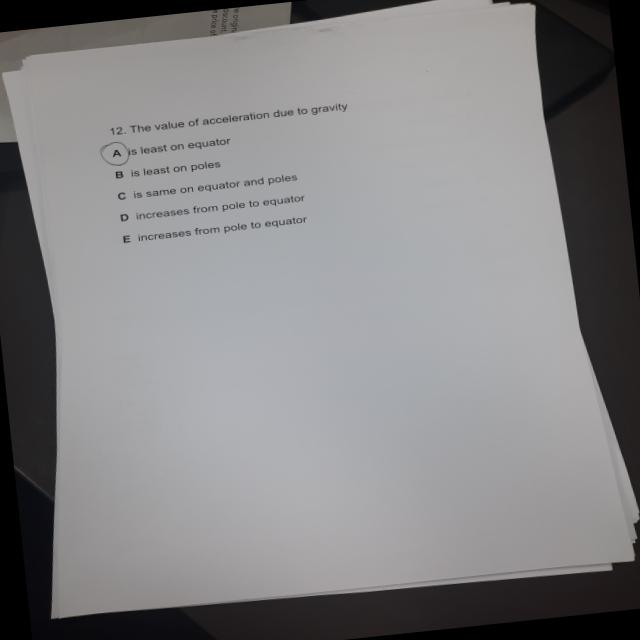 12. The value of acceleration due to gravity
A is least on equator
B is least on poles
C is same on equator and poles
D increases from pole to equator
E increases from pole to equator